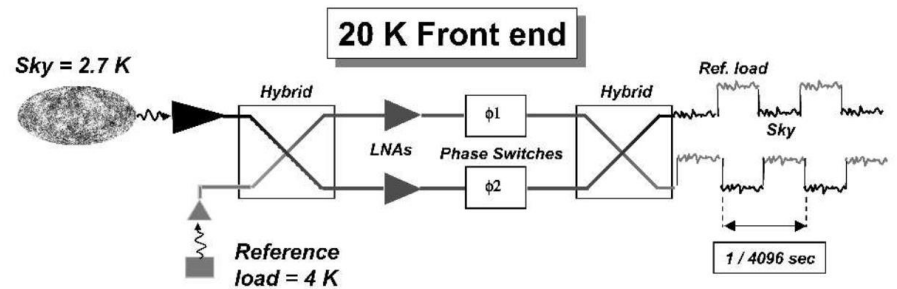 20 K Front end
Sky = 2.7 K
Hybrid
LNAs
ϕ1
Phase Switches
ϕ2
Hybrid
Ref. load
Sky
1 / 4096 sec
Reference
load = 4 K